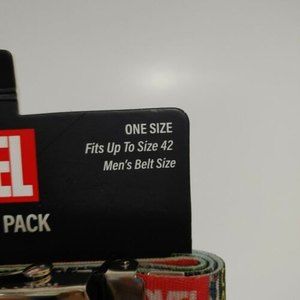 ONE SIZE
Fits Up To Size 42
Men's Belt Size
EL
PACK